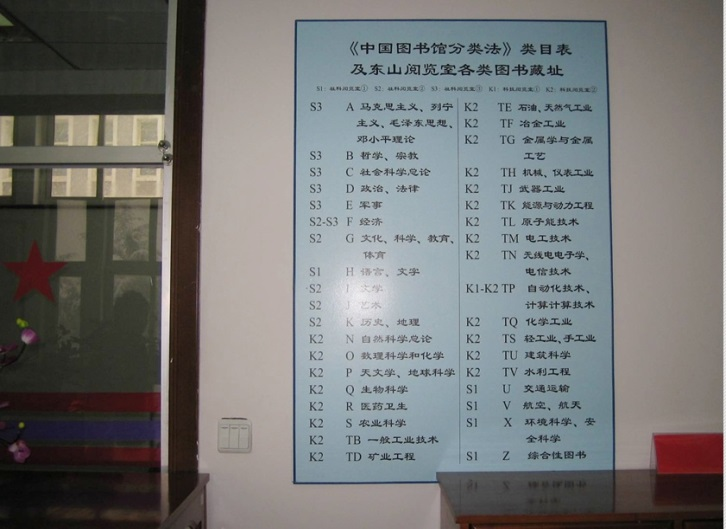 《中国图书馆分类法》类目表
及东山阅览室各类图书藏址
S1：社科阅览室① S2：社科阅览室② S3：社科阅览室③ K1：科技阅览室① K2：科技阅览室②
S3 A 马克思主义、列宁
主义、毛泽东思想、
邓小平理论
S3 B 哲学、宗教
S3 C 社会科学总论
S3 D 政治、法律
S3 E 军事
S2-S3 F 经济
S2 G 文化、科学、教育、
体育
S1 H 语言、文字
S2 I 文学
S2 J 艺术
S2 K 历史、地理
K2 N 自然科学总论
K2 O 数理科学和化学
K2 P 天文学、地球科学
K2 Q 生物科学
K2 R 医药卫生
K2 S 农业科学
K2 TB 一般工业技术
K2 TD 矿业工程
K2 TE 石油、天然气工业
K2 TF 冶金工业
K2 TG 金属学与金属
工艺
K2 TH 机械、仪表工业
K2 TJ 武器工业
K2 TK 能源与动力工程
K2 TL 原子能技术
K2 TM 电工技术
K2 TN 无线电电子学、
电信技术
K1-K2 TP 自动化技术、
计算计算技术
K2 TQ 化学工业
K2 TS 轻工业、手工业
K2 TU 建筑科学
K2 TV 水利工程
S1 U 交通运输
S1 V 航空、航天
S1 X 环境科学、安
全科学
S1 Z 综合性图书